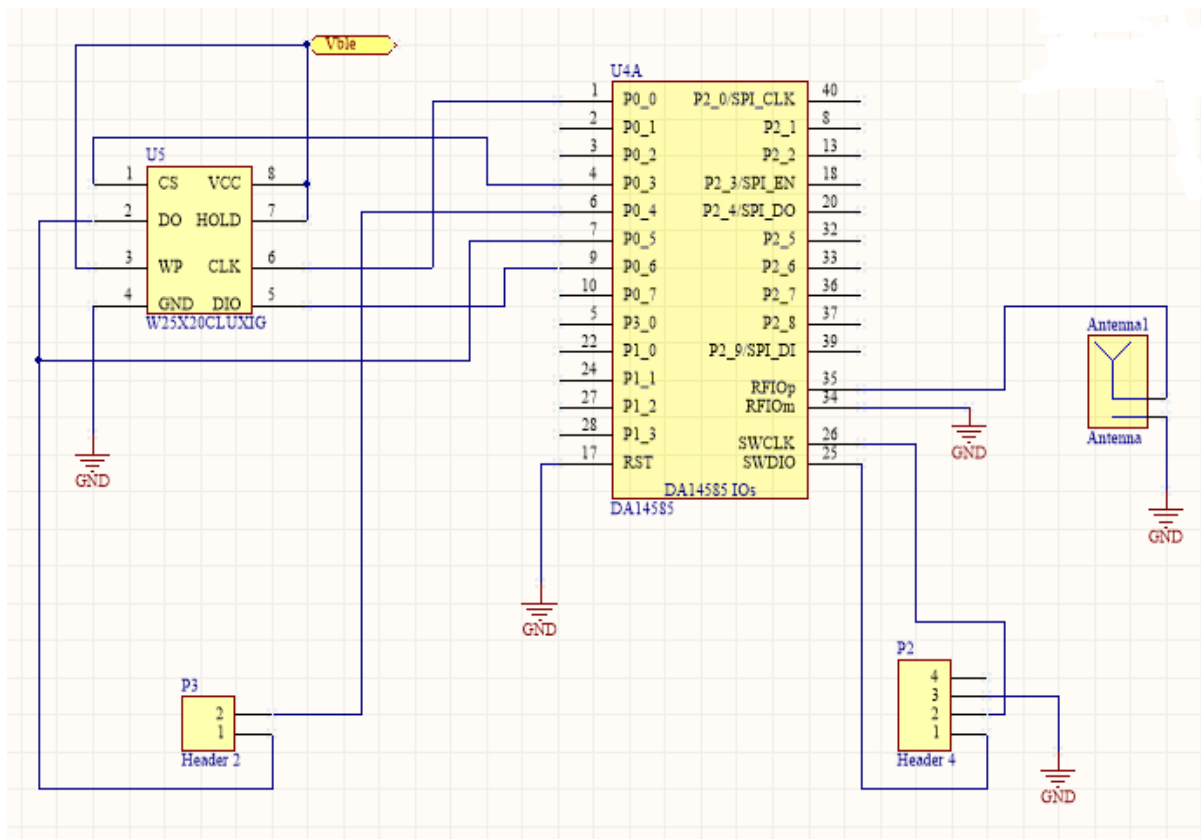 Vble
U5
1 CS VCC 8
2 DO HOLD 7
3 WP CLK 6
4 GND DIO 5
W25X20CLUXIG
GND
U4A
1 P0_0 P2_0/SPI_CLK 40
2 P0_1 P2_1 8
3 P0_2 P2_2 13
4 P0_3 P2_3/SPI_EN 18
6 P0_4 P2_4/SPI_DO 20
7 P0_5 P2_5 32
9 P0_6 P2_6 33
10 P0_7 P2_7 36
5 P3_0 P2_8 37
22 P1_0 P2_9/SPI_DI 39
24 P1_1 RFIOp 35
27 P1_2 RFIOm 34
28 P1_3 SWCLK 26
17 RST SWDIO 25
DA14585 IOs
DA14585
GND
GND
Antenna1
Antenna
GND
P3
2
1
Header 2
P2
4
3
2
1
Header 4
GND